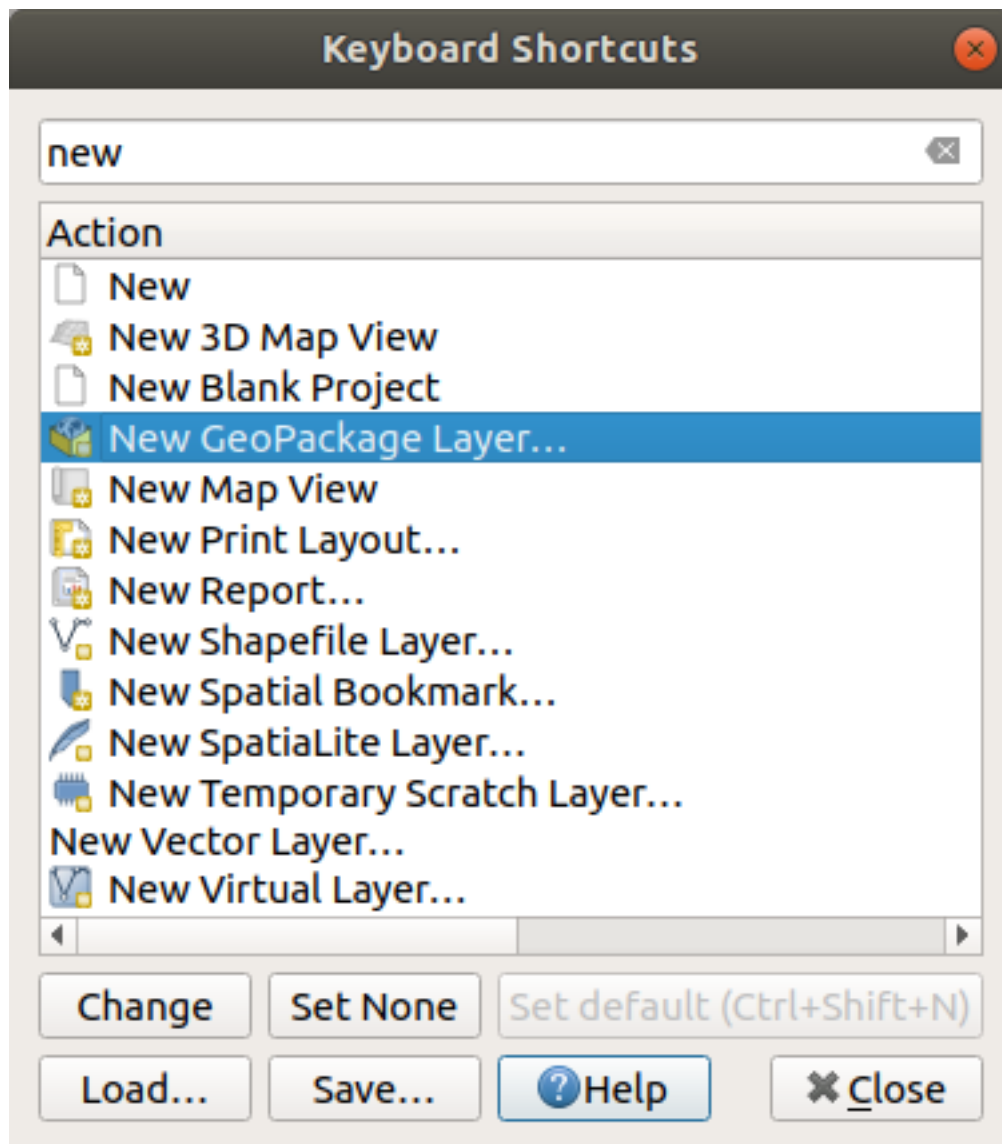 Keyboard Shortcuts
new
Action
New
New 3D Map View
New Blank Project
New GeoPackage Layer…
New Map View
New Print Layout…
New Report…
New Shapefile Layer…
New Spatial Bookmark…
New SpatiaLite Layer…
New Temporary Scratch Layer…
New Vector Layer…
New Virtual Layer…
Change Set None Set default (Ctrl+Shift+N)
Load… Save… Help Close